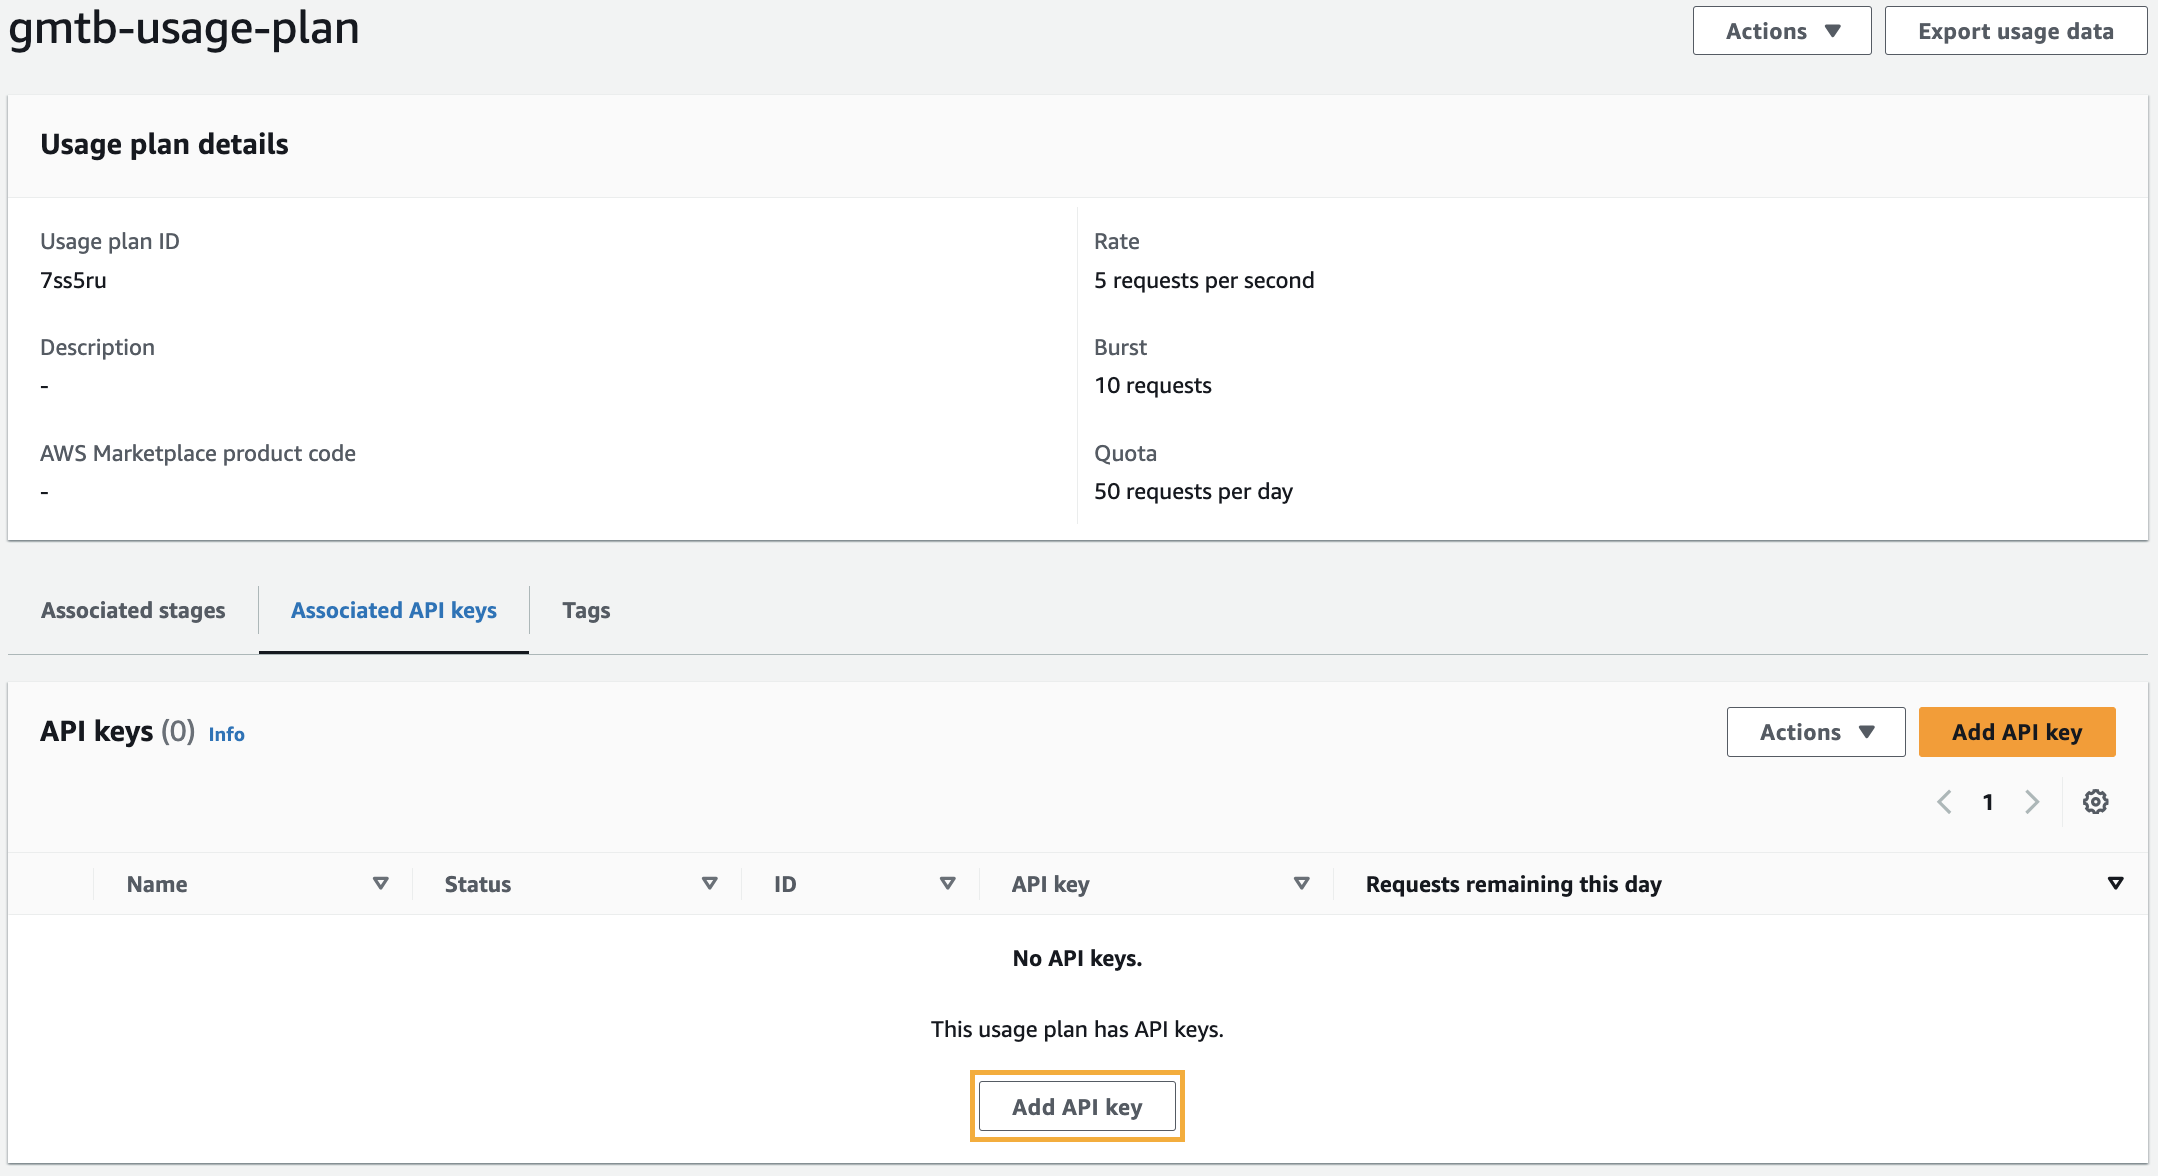 gmtb-usage-plan
Actions
Export usage data
Usage plan details
Usage plan ID
7ss5ru
Description
-
AWS Marketplace product code
-
Rate
5 requests per second
Burst
10 requests
Quota
50 requests per day
Associated stages
Associated API keys
Tags
API keys (0) Info
Actions
Add API key
1
Name
Status
ID
API key
Requests remaining this day
No API keys.
This usage plan has API keys.
Add API key